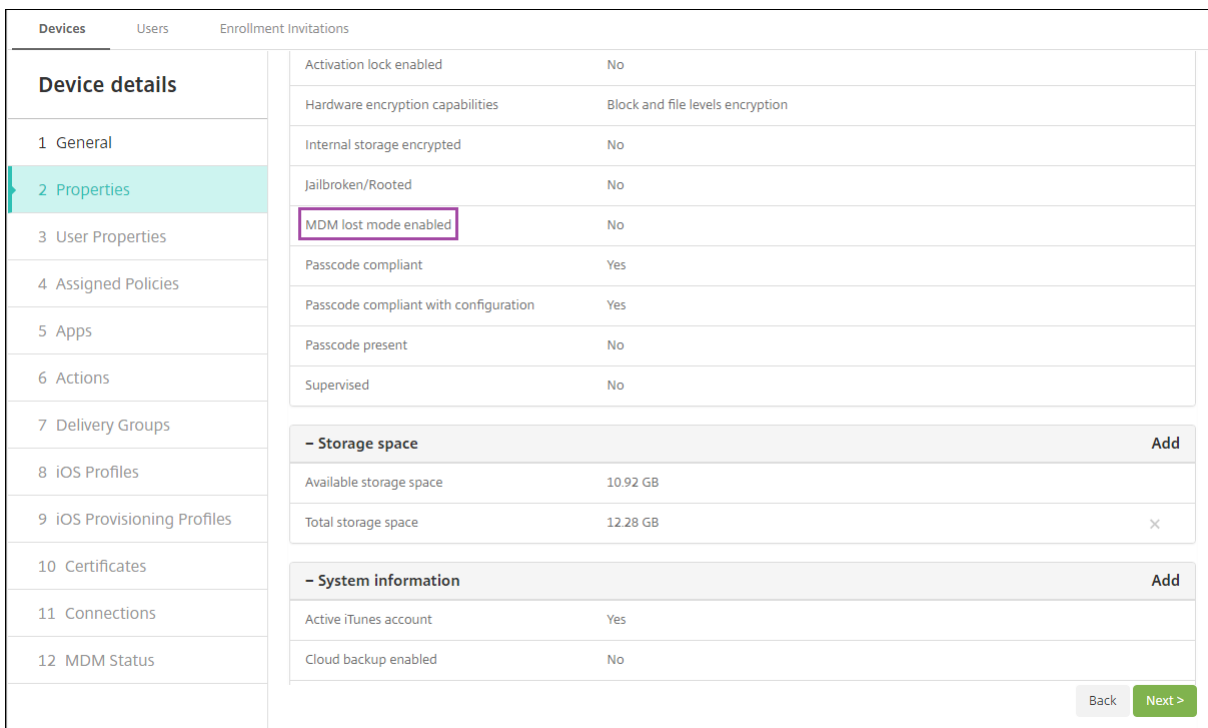 Devices Users Enrollment Invitations
Device details
1 General
2 Properties
3 User Properties
4 Assigned Policies
5 Apps
6 Actions
7 Delivery Groups
8 iOS Profiles
9 iOS Provisioning Profiles
10 Certificates
11 Connections
12 MDM Status
Activation lock enabled No
Hardware encryption capabilities Block and file levels encryption
Internal storage encrypted No
Jailbroken/Rooted No
MDM lost mode enabled No
Passcode compliant Yes
Passcode compliant with configuration Yes
Passcode present No
Supervised No
– Storage space Add
Available storage space 10.92 GB
Total storage space 12.28 GB ×
– System information Add
Active iTunes account Yes
Cloud backup enabled No
Back Next >